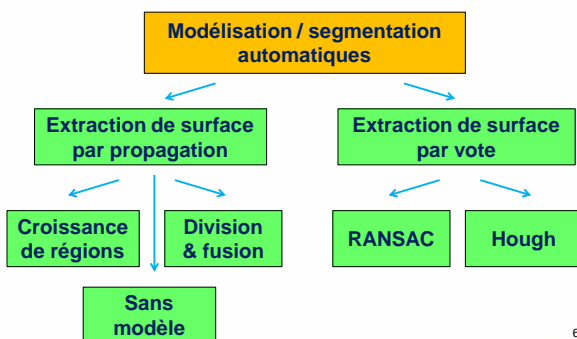 Modélisation / segmentation
automatiques
Extraction de surface
par propagation
Extraction de surface
par vote
Croissance
de régions
Division
& fusion
RANSAC
Hough
Sans
modèle
6